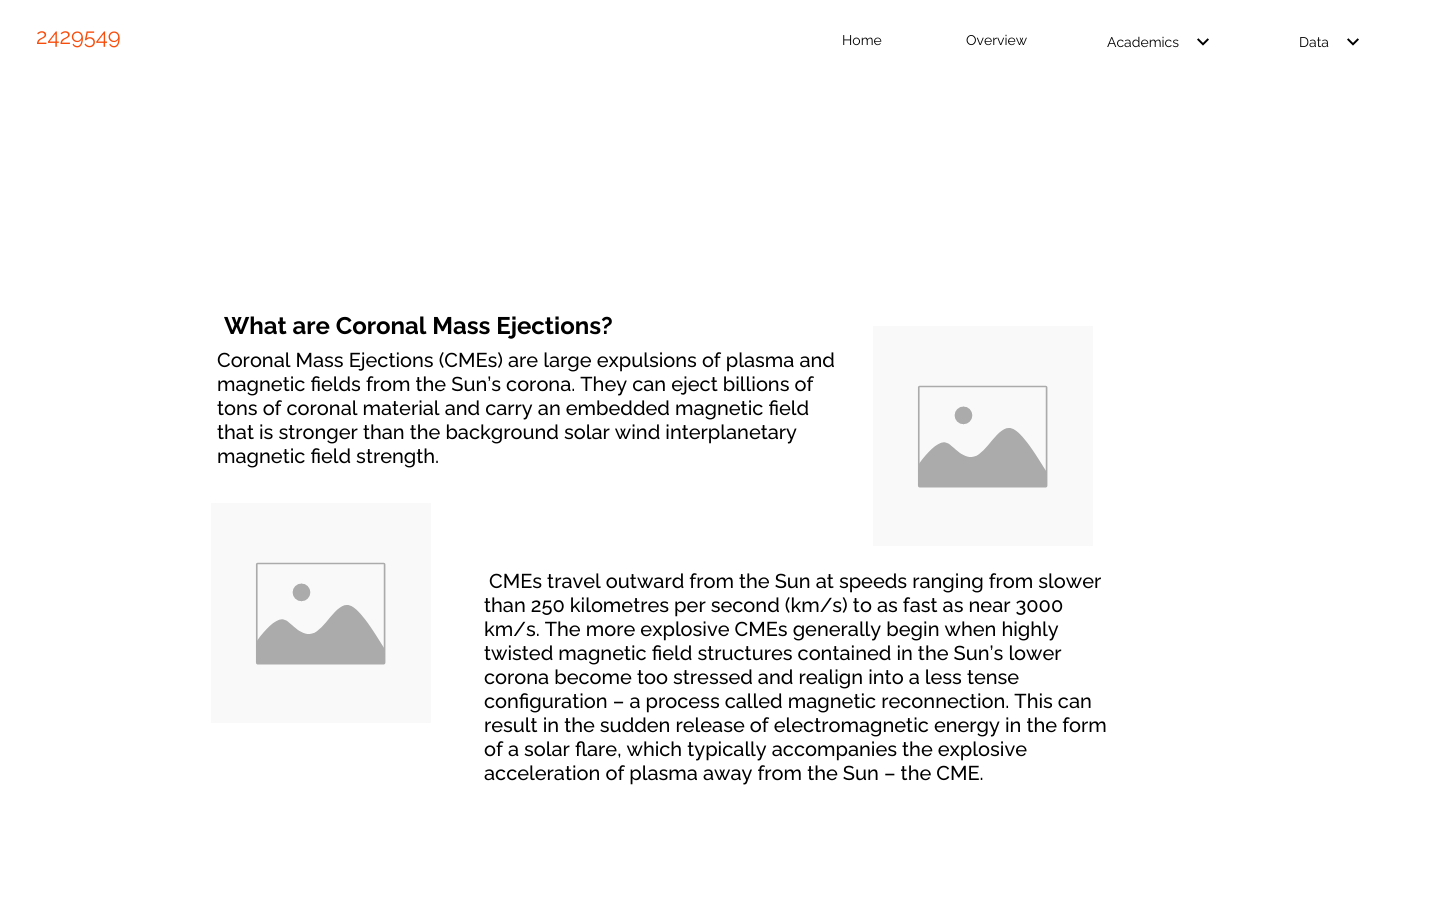 2429549
Home
Overview
Academics
Data
What are Coronal Mass Ejections?
Coronal Mass Ejections (CMEs) are large expulsions of plasma and
magnetic fields from the Sun's corona. They can eject billions of
tons of coronal material and carry an embedded magnetic field
that is stronger than the background solar wind interplanetary
magnetic field strength.
CMEs travel outward from the Sun at speeds ranging from slower
than 250 kilometres per second (km/s) to as fast as near 3000
km/s. The more explosive CMEs generally begin when highly
twisted magnetic field structures contained in the Sun's lower
corona become too stressed and realign into a less tense
configuration – a process called magnetic reconnection. This can
result in the sudden release of electromagnetic energy in the form
of a solar flare, which typically accompanies the explosive
acceleration of plasma away from the Sun – the CME.